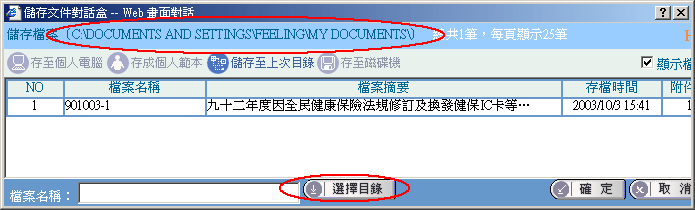 儲存文件對話盒 -- Web 畫面對話
儲存檔案 (C:\DOCUMENTS AND SETTINGS\FEELING\MY DOCUMENTS\) 共1筆，每頁顯示25筆
存至個人電腦 存成個人範本 儲存至上次目錄 存至磁碟機 顯示檔
NO 檔案名稱 檔案摘要 存檔時間 附件
1 901003-1 九十二年度因全民健康保險法規修訂及換發健保IC卡等… 2003/10/3 15:41 1
檔案名稱： 選擇目錄 確 定 取 消